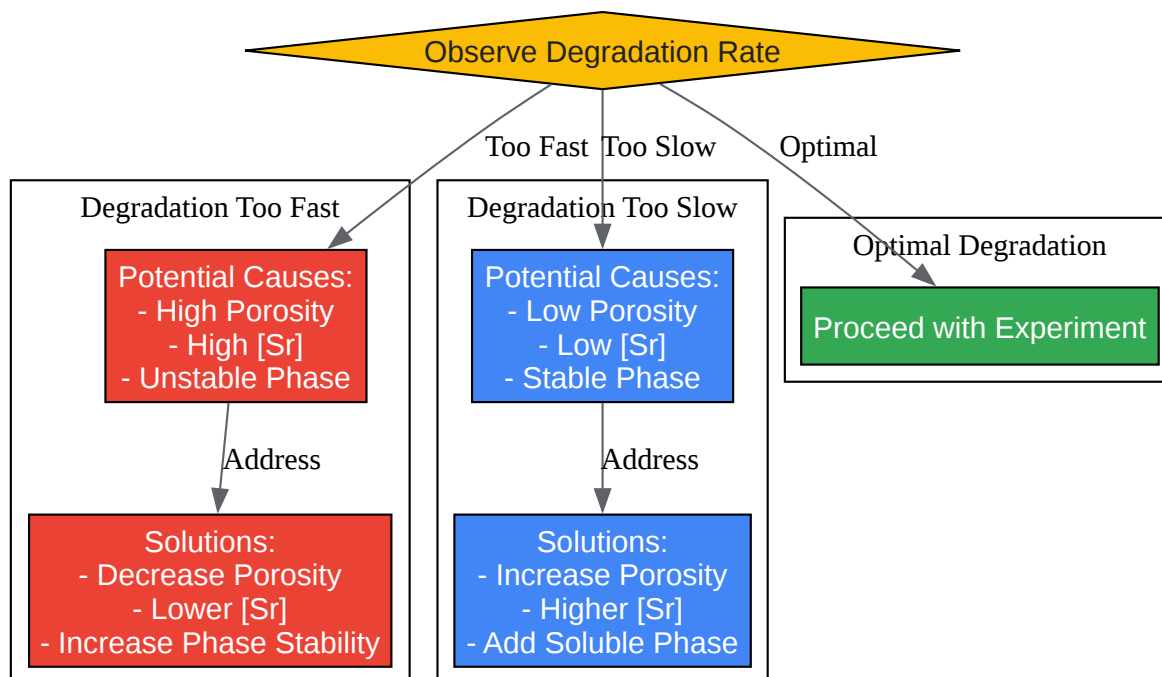 Observe Degradation Rate
Too Fast
Too Slow
Optimal
Degradation Too Fast
Potential Causes:
- High Porosity
- High [Sr]
- Unstable Phase
Address
Solutions:
- Decrease Porosity
- Lower [Sr]
- Increase Phase Stability
Degradation Too Slow
Potential Causes:
- Low Porosity
- Low [Sr]
- Stable Phase
Address
Solutions:
- Increase Porosity
- Higher [Sr]
- Add Soluble Phase
Optimal Degradation
Proceed with Experiment